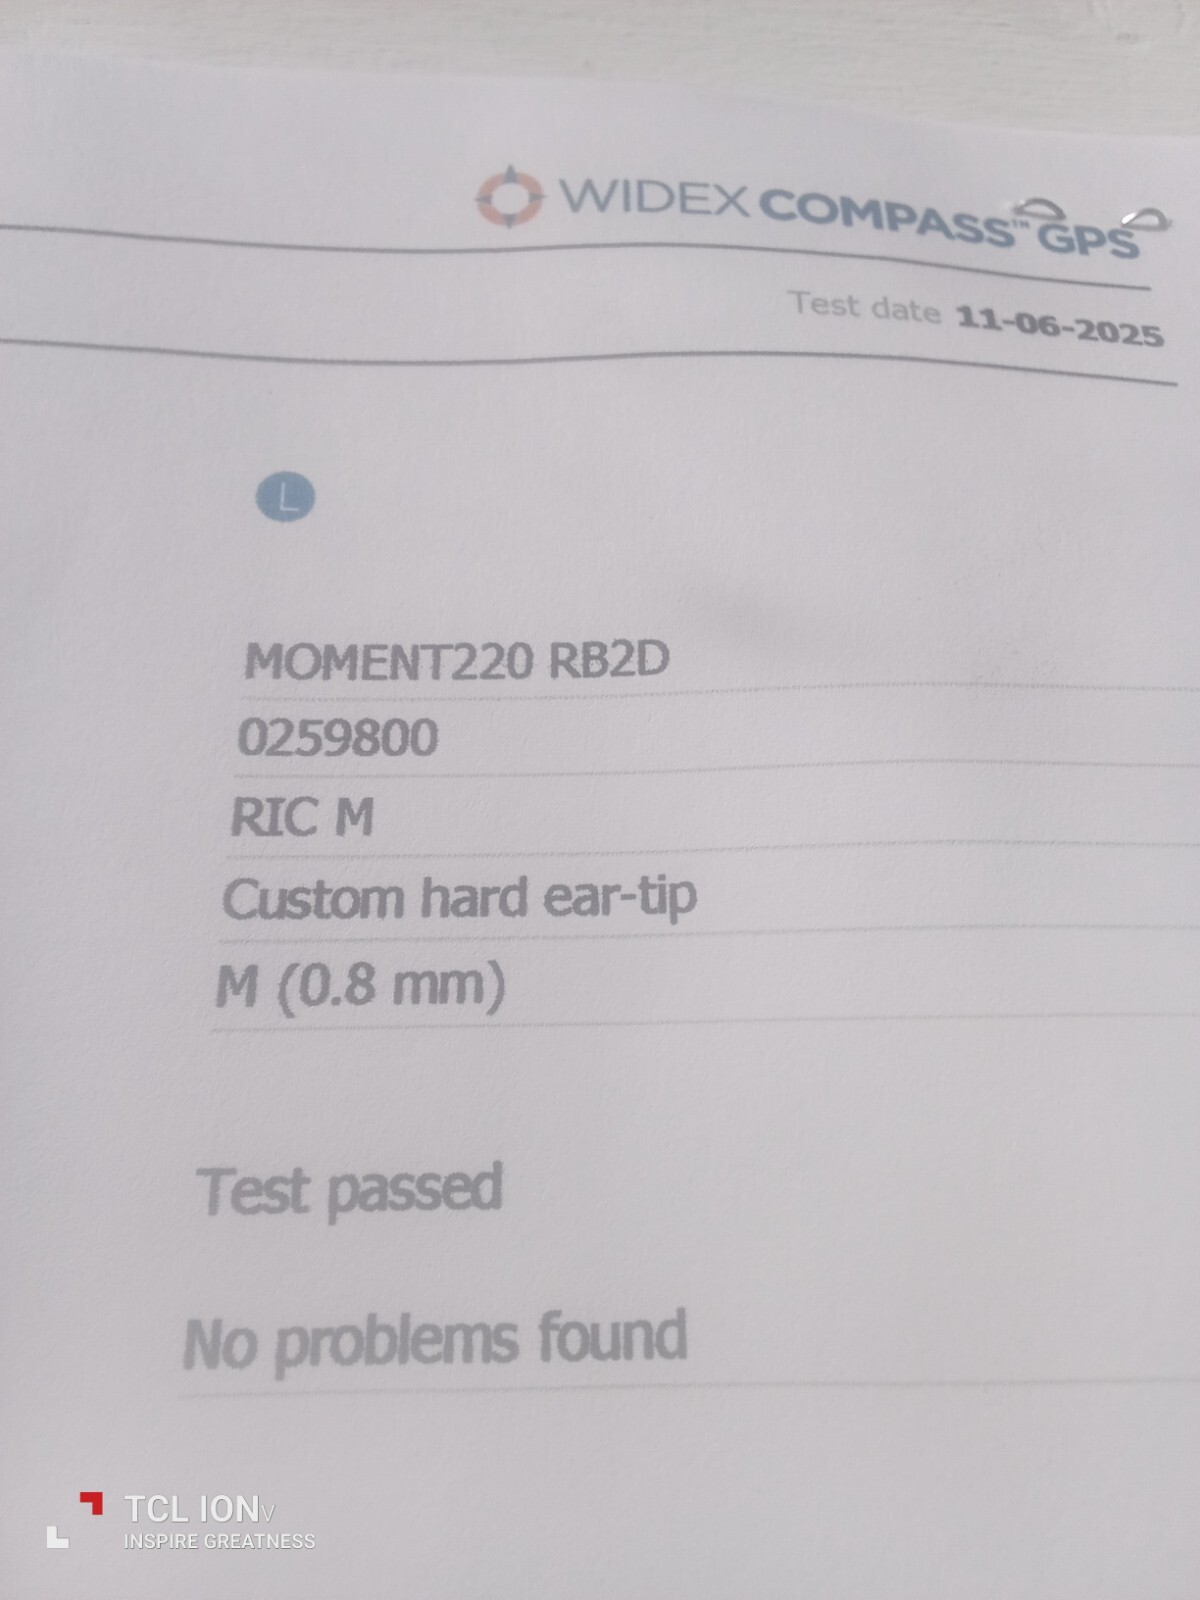 WIDEX COMPASS™ GPS
Test date 11-06-2025
L
MOMENT220 RB2D
0259800
RIC M
Custom hard ear-tip
M (0.8 mm)
Test passed
No problems found
TCL ION V
INSPIRE GREATNESS